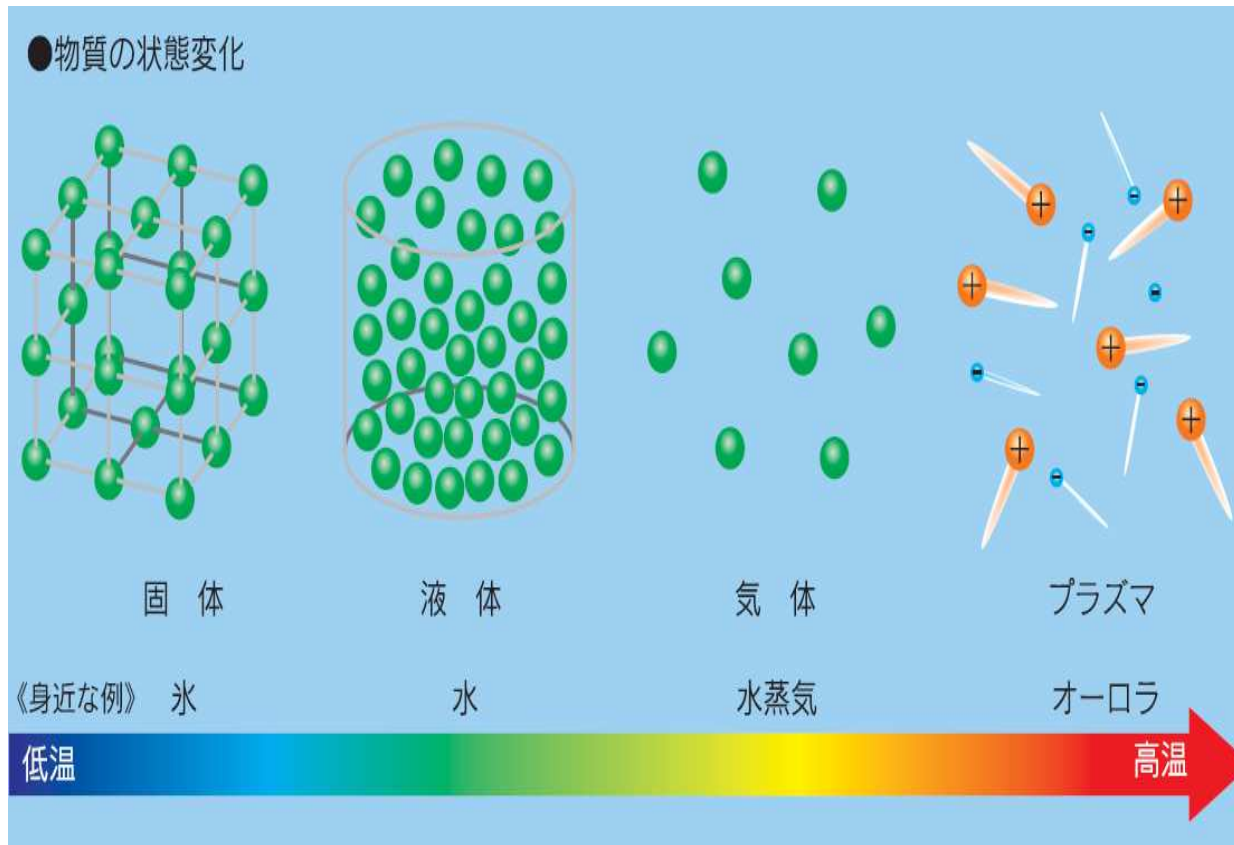 ●物質の状態変化
固 体 液 体 気 体 プラズマ
《身近な例》 氷 水 水蒸気 オーロラ
低温 高温